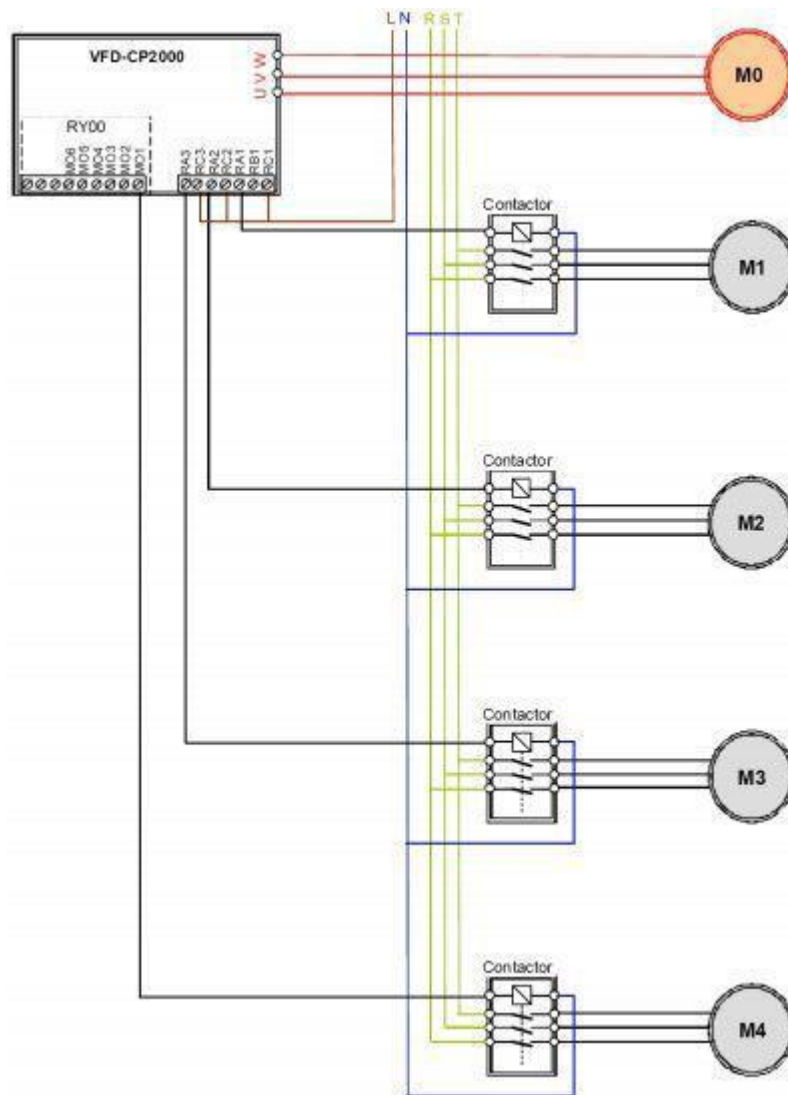 L N R S T
VFD-CP2000
U V W
M0
RY00
MO6 MO5 MO4 MO3 MO2 MO1
RA3 RC3 RA2 RC2 RA1 RB1 RC1
Contactor
M1
Contactor
M2
Contactor
M3
Contactor
M4